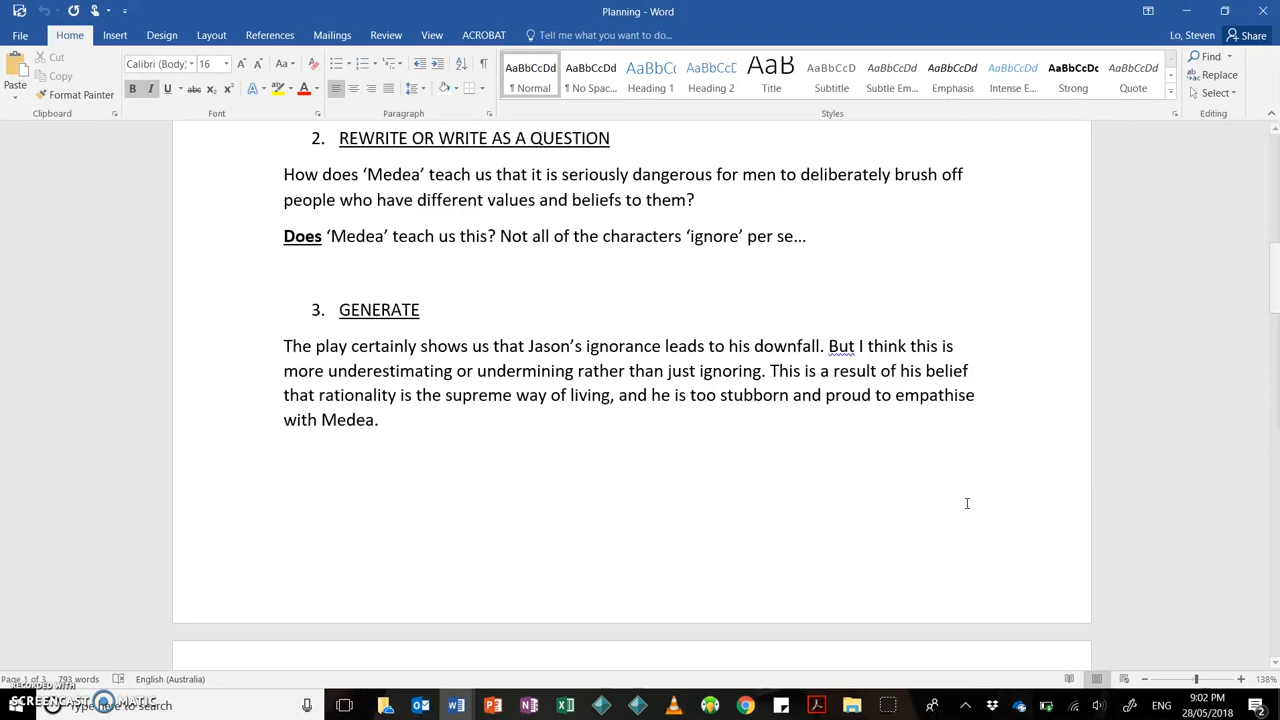 Planning - Word
File Home Insert Design Layout References Mailings Review View ACROBAT Tell me what you want to do... Lo, Steven Share
Cut
Copy
Format Painter
Paste
Clipboard
Calibri (Body) 16
Font
Paragraph
AaBbCcDd AaBbCcDd AaBbCc AaBbCcD AaB AaBbCcD AaBbCcDd AaBbCcDd AaBbCcDd AaBbCcDc AaBbCcDd
¶ Normal ¶ No Spac... Heading 1 Heading 2 Title Subtitle Subtle Em... Emphasis Intense E... Strong Quote
Styles
Find
Replace
Select
Editing
2. REWRITE OR WRITE AS A QUESTION
How does ‘Medea’ teach us that it is seriously dangerous for men to deliberately brush off
people who have different values and beliefs to them?
Does ‘Medea’ teach us this? Not all of the characters ‘ignore’ per se…
3. GENERATE
The play certainly shows us that Jason’s ignorance leads to his downfall. But I think this is
more underestimating or undermining rather than just ignoring. This is a result of his belief
that rationality is the supreme way of living, and he is too stubborn and proud to empathise
with Medea.
Page 1 of 3 793 words English (Australia) 138%
RECORDED WITH
SCREENCAST MATIC
Type here to search
ENG
9:02 PM
28/05/2018